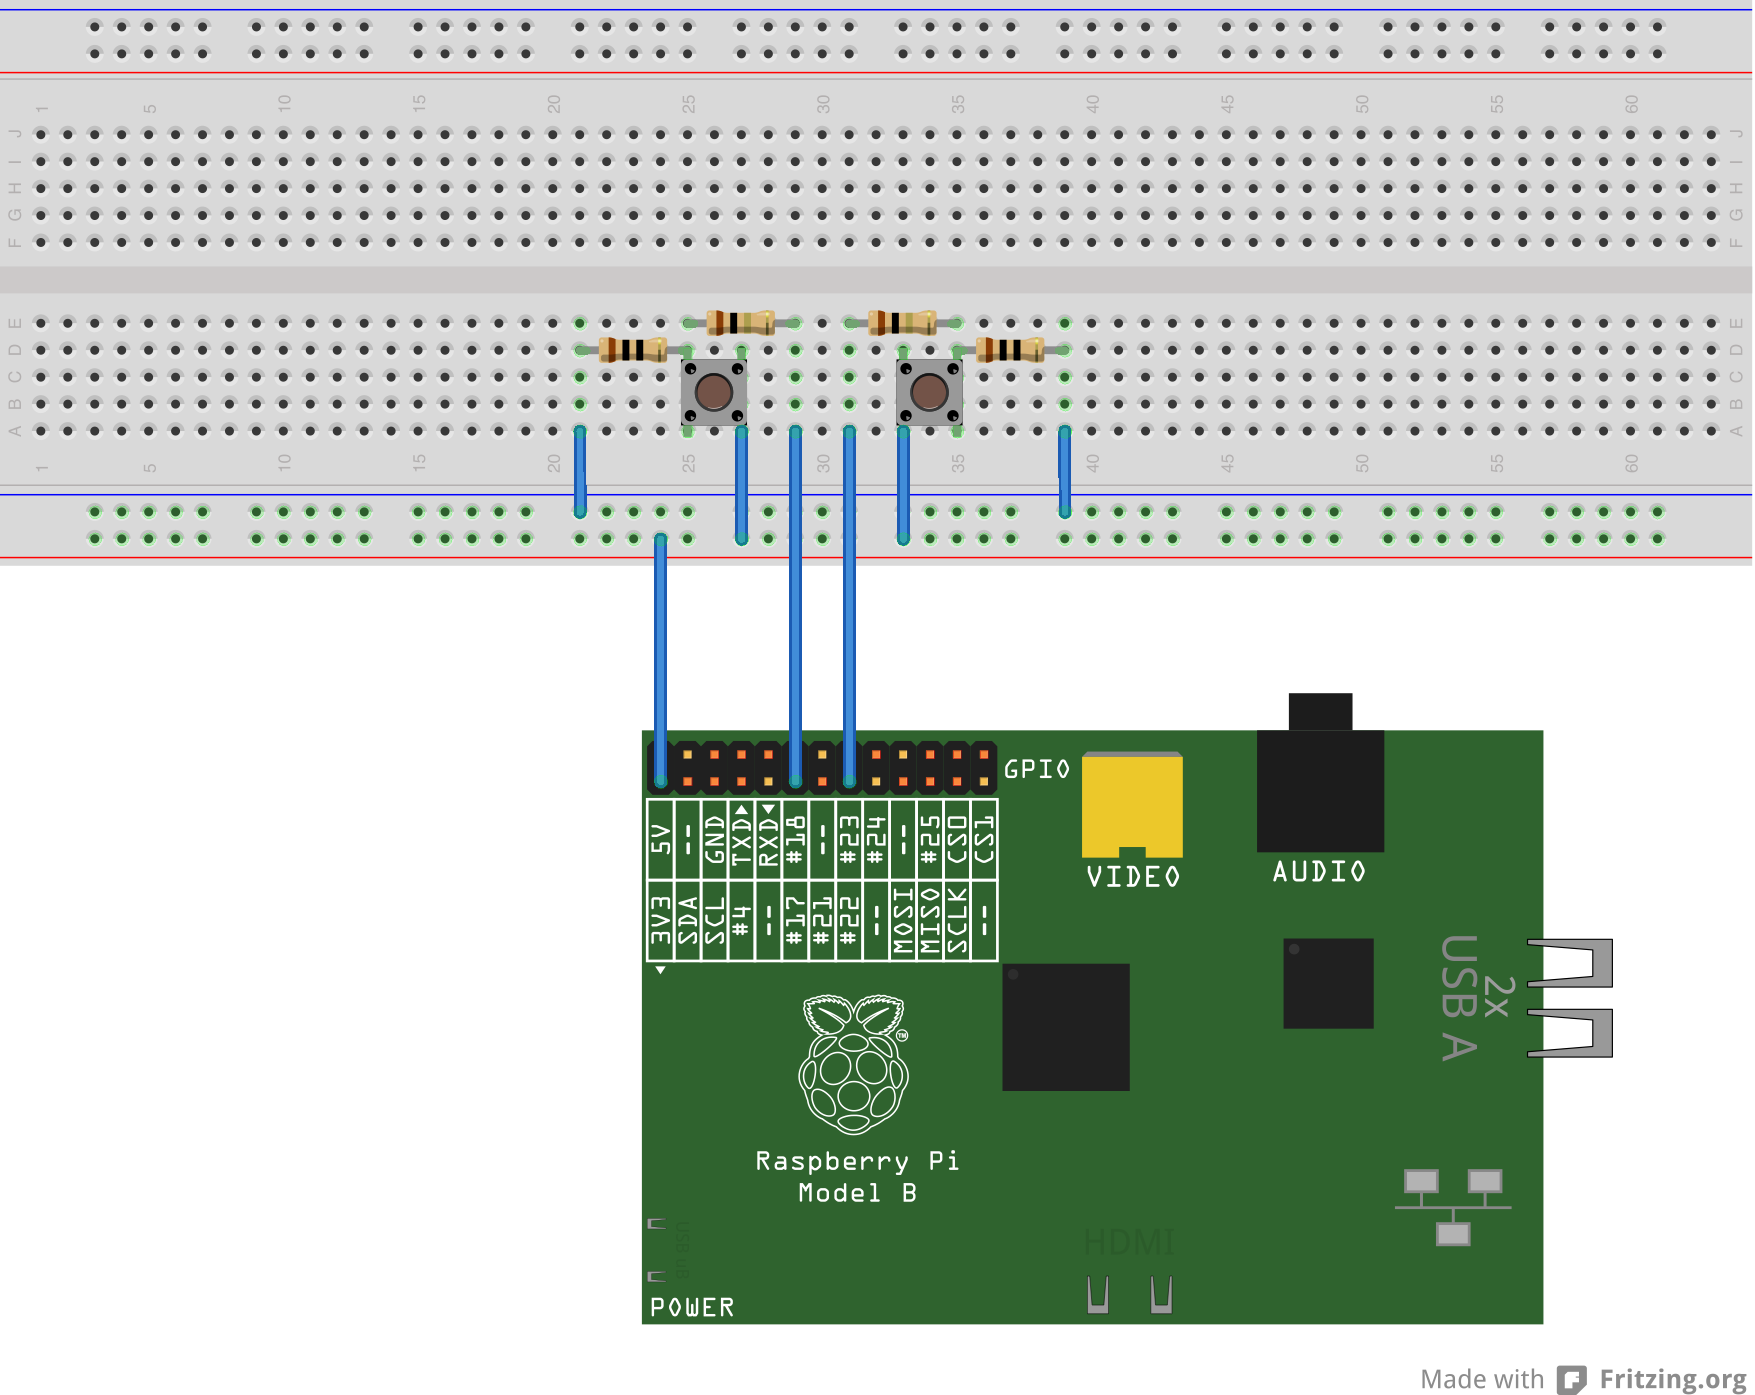 1 5 10 15 20 25 30 35 40 45 50 55 60
J J
I I
H H
G G
F F
E E
D D
C C
B B
A A
1 5 10 15 20 25 30 35 40 45 50 55 60
GPIO
5V -- GND TXD RXD #18 -- #23 #24 -- #25 CS0 CS1
3V3 SDA SCL #4 -- #17 #21 #22 -- MOSI MISO SCLK --
VIDEO
AUDIO
2x
USB A
TM
Raspberry Pi
Model B
HDMI
POWER
Made with Fritzing.org